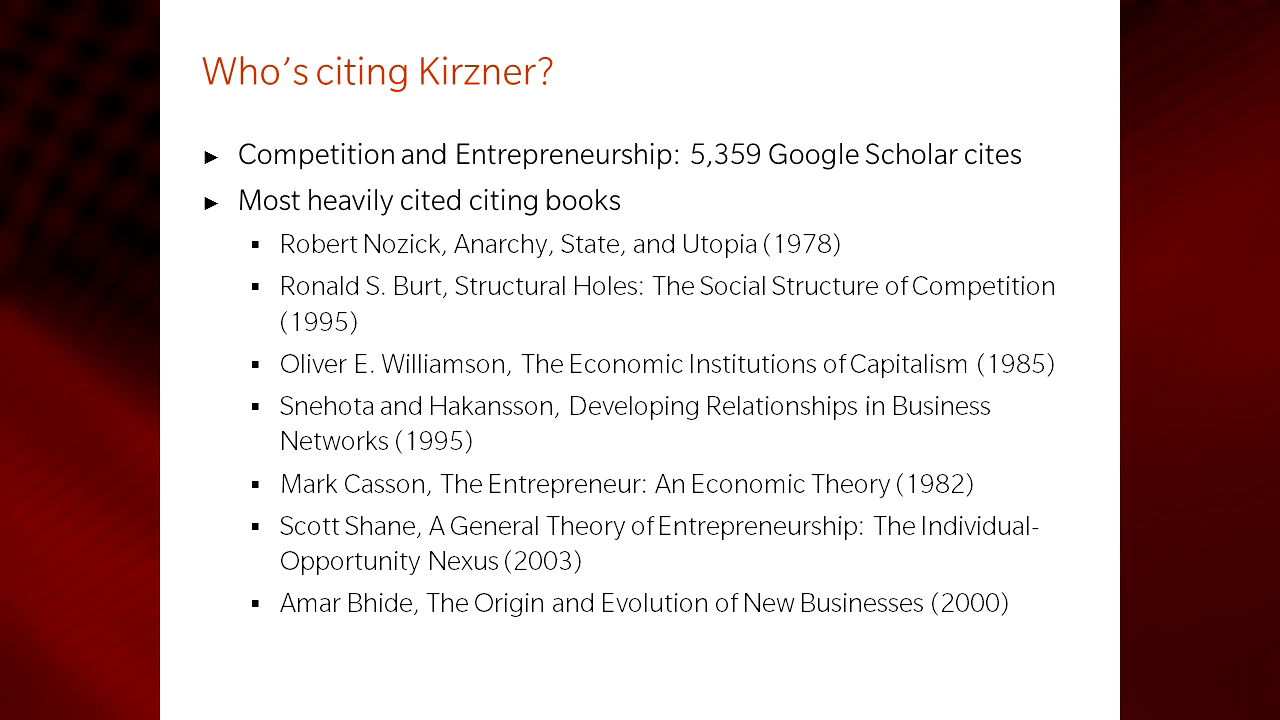 Who’s citing Kirzner?
► Competition and Entrepreneurship: 5,359 Google Scholar cites
► Most heavily cited citing books
▪ Robert Nozick, Anarchy, State, and Utopia (1978)
▪ Ronald S. Burt, Structural Holes: The Social Structure of Competition
(1995)
▪ Oliver E. Williamson, The Economic Institutions of Capitalism (1985)
▪ Snehota and Hakansson, Developing Relationships in Business
Networks (1995)
▪ Mark Casson, The Entrepreneur: An Economic Theory (1982)
▪ Scott Shane, A General Theory of Entrepreneurship: The Individual-
Opportunity Nexus (2003)
▪ Amar Bhide, The Origin and Evolution of New Businesses (2000)